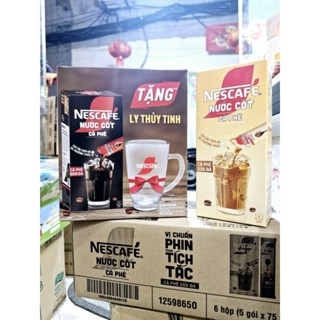 TẶNG
LY THỦY TINH
NESCAFÉ
NƯỚC CỐT
CÀ PHÊ
CÀ PHÊ
ĐEN ĐÁ
NESCAFÉ
NESCAFÉ
NƯỚC CỐT
CÀ PHÊ
CÀ PHÊ
SỮA ĐÁ
NESCAFÉ
NƯỚC CỐT
CÀ PHÊ
VỊ CHUẨN
PHIN
TÍCH
TẮC
CÀ PHÊ SỮA ĐÁ
12598650
6 hộp (5 gói x 75